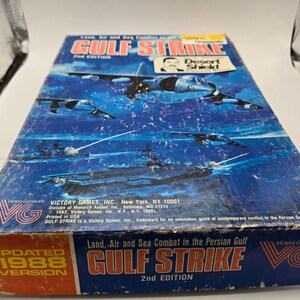 Land, Air and Sea Combat in the
GULF STRIKE
2nd EDITION
Desert
Shield
VICTORY GAMES, INC., New York, NY 10001
Division of Monarch Avalon, Inc., Baltimore, MD 21214
1983, Victory Games, Inc., N.Y., N.Y. 10001
Printed in USA
GULF STRIKE is a Victory Games, Inc., trademark for its simulation game of contemporary conflict in the Persian Gulf
VG
UPDATED
1988
VERSION
Land, Air and Sea Combat in the Persian Gulf
GULF STRIKE
2nd EDITION
VG